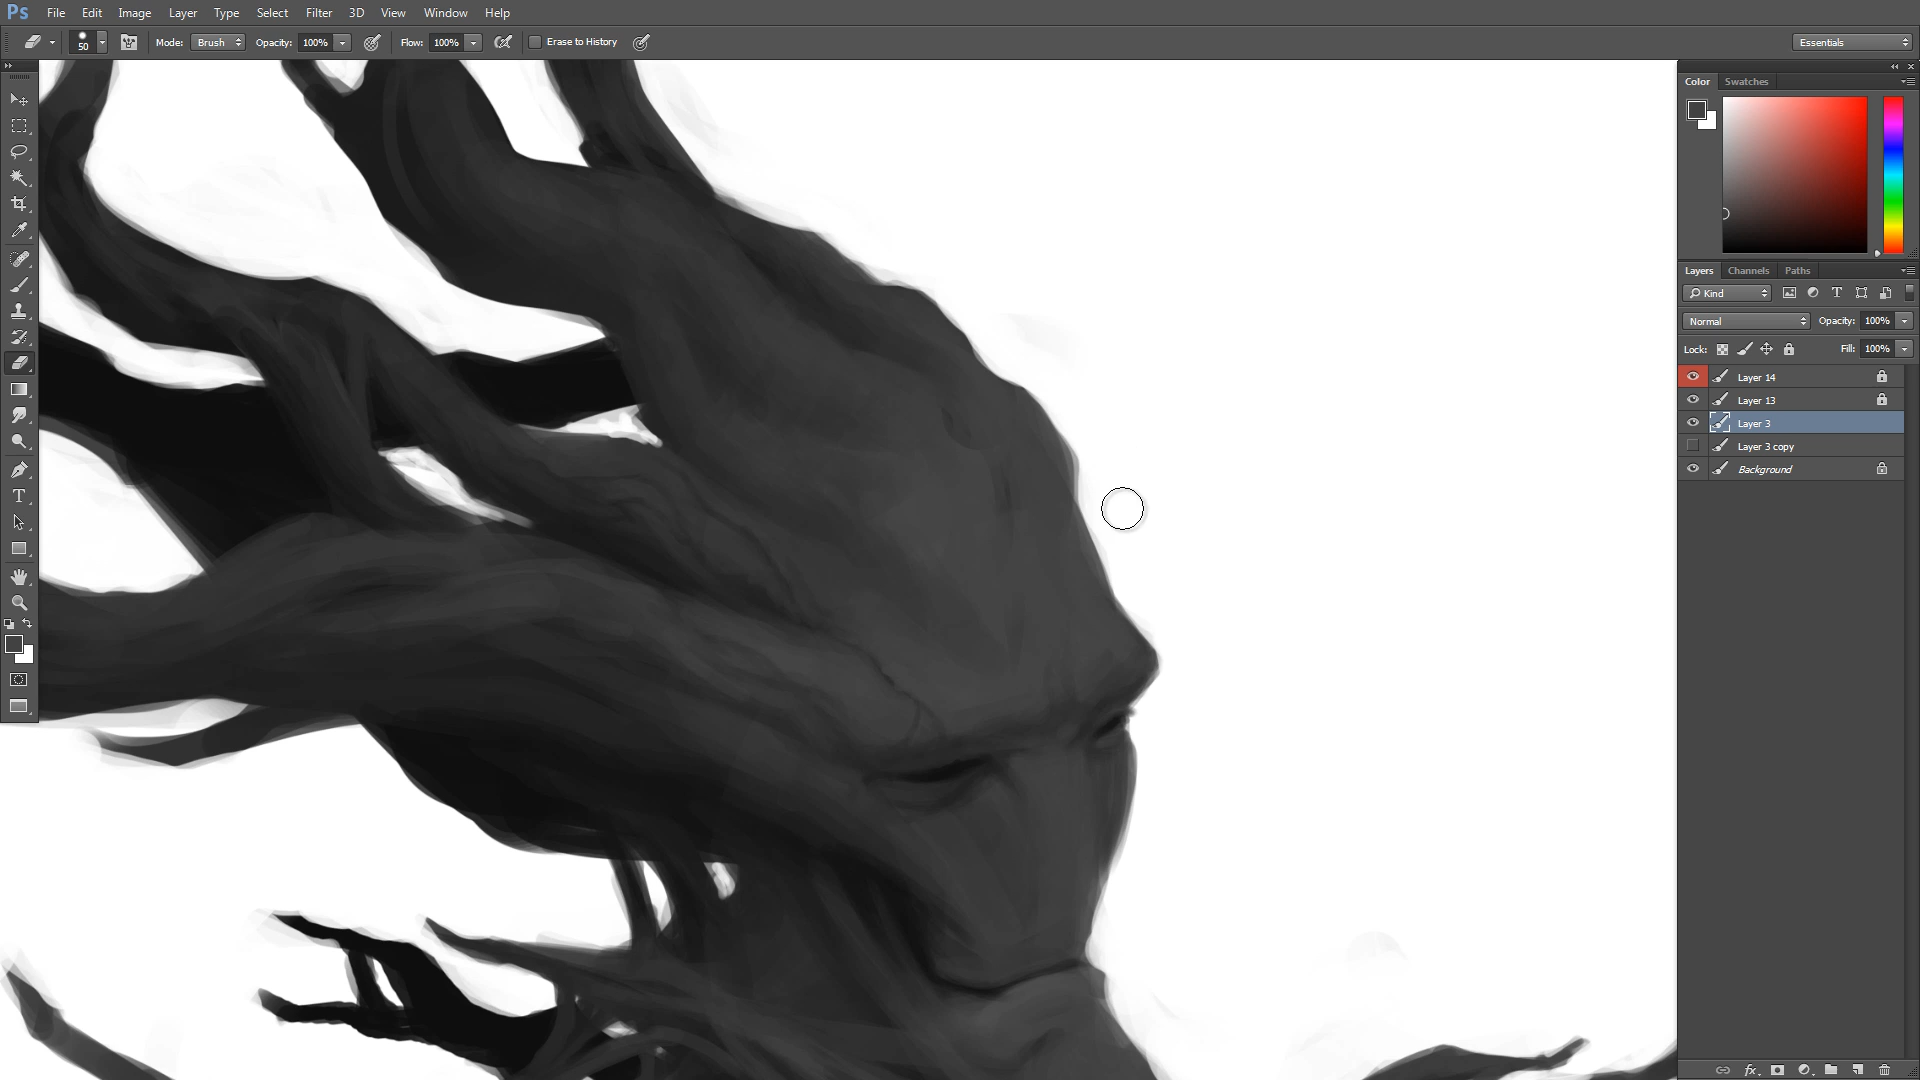 Ps File Edit Image Layer Type Select Filter 3D View Window Help
50 Mode: Brush Opacity: 100% Flow: 100% Erase to History Essentials
Color Swatches
Layers Channels Paths
Kind
Normal Opacity: 100%
Lock: Fill: 100%
Layer 14
Layer 13
Layer 3
Layer 3 copy
Background